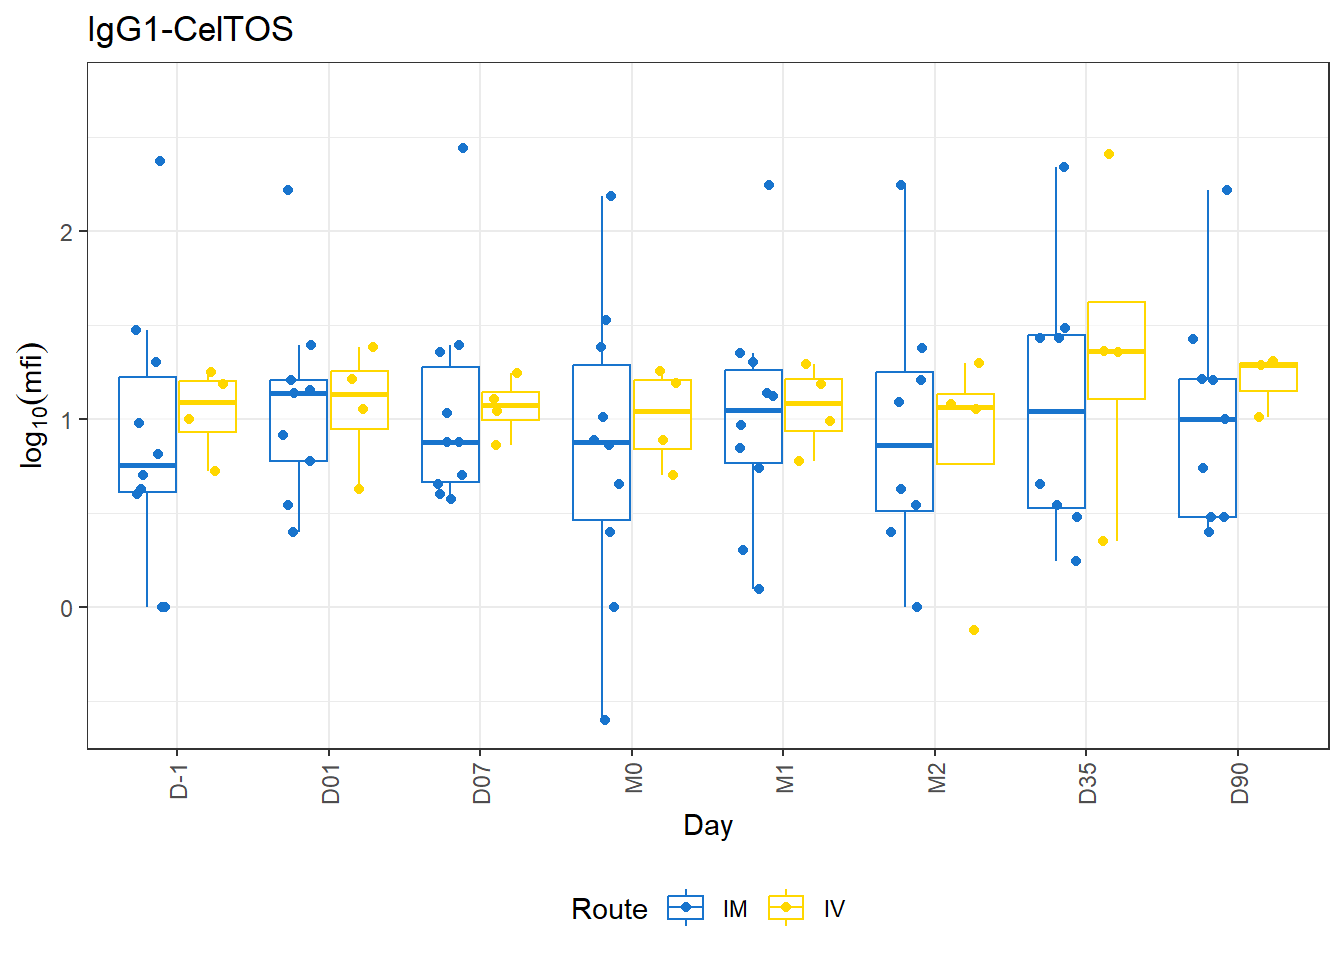 IgG1-CelTOS
log10(mfi)
2
1
0
D-1
D01
D07
M0
M1
M2
D35
D90
Day
Route IM IV